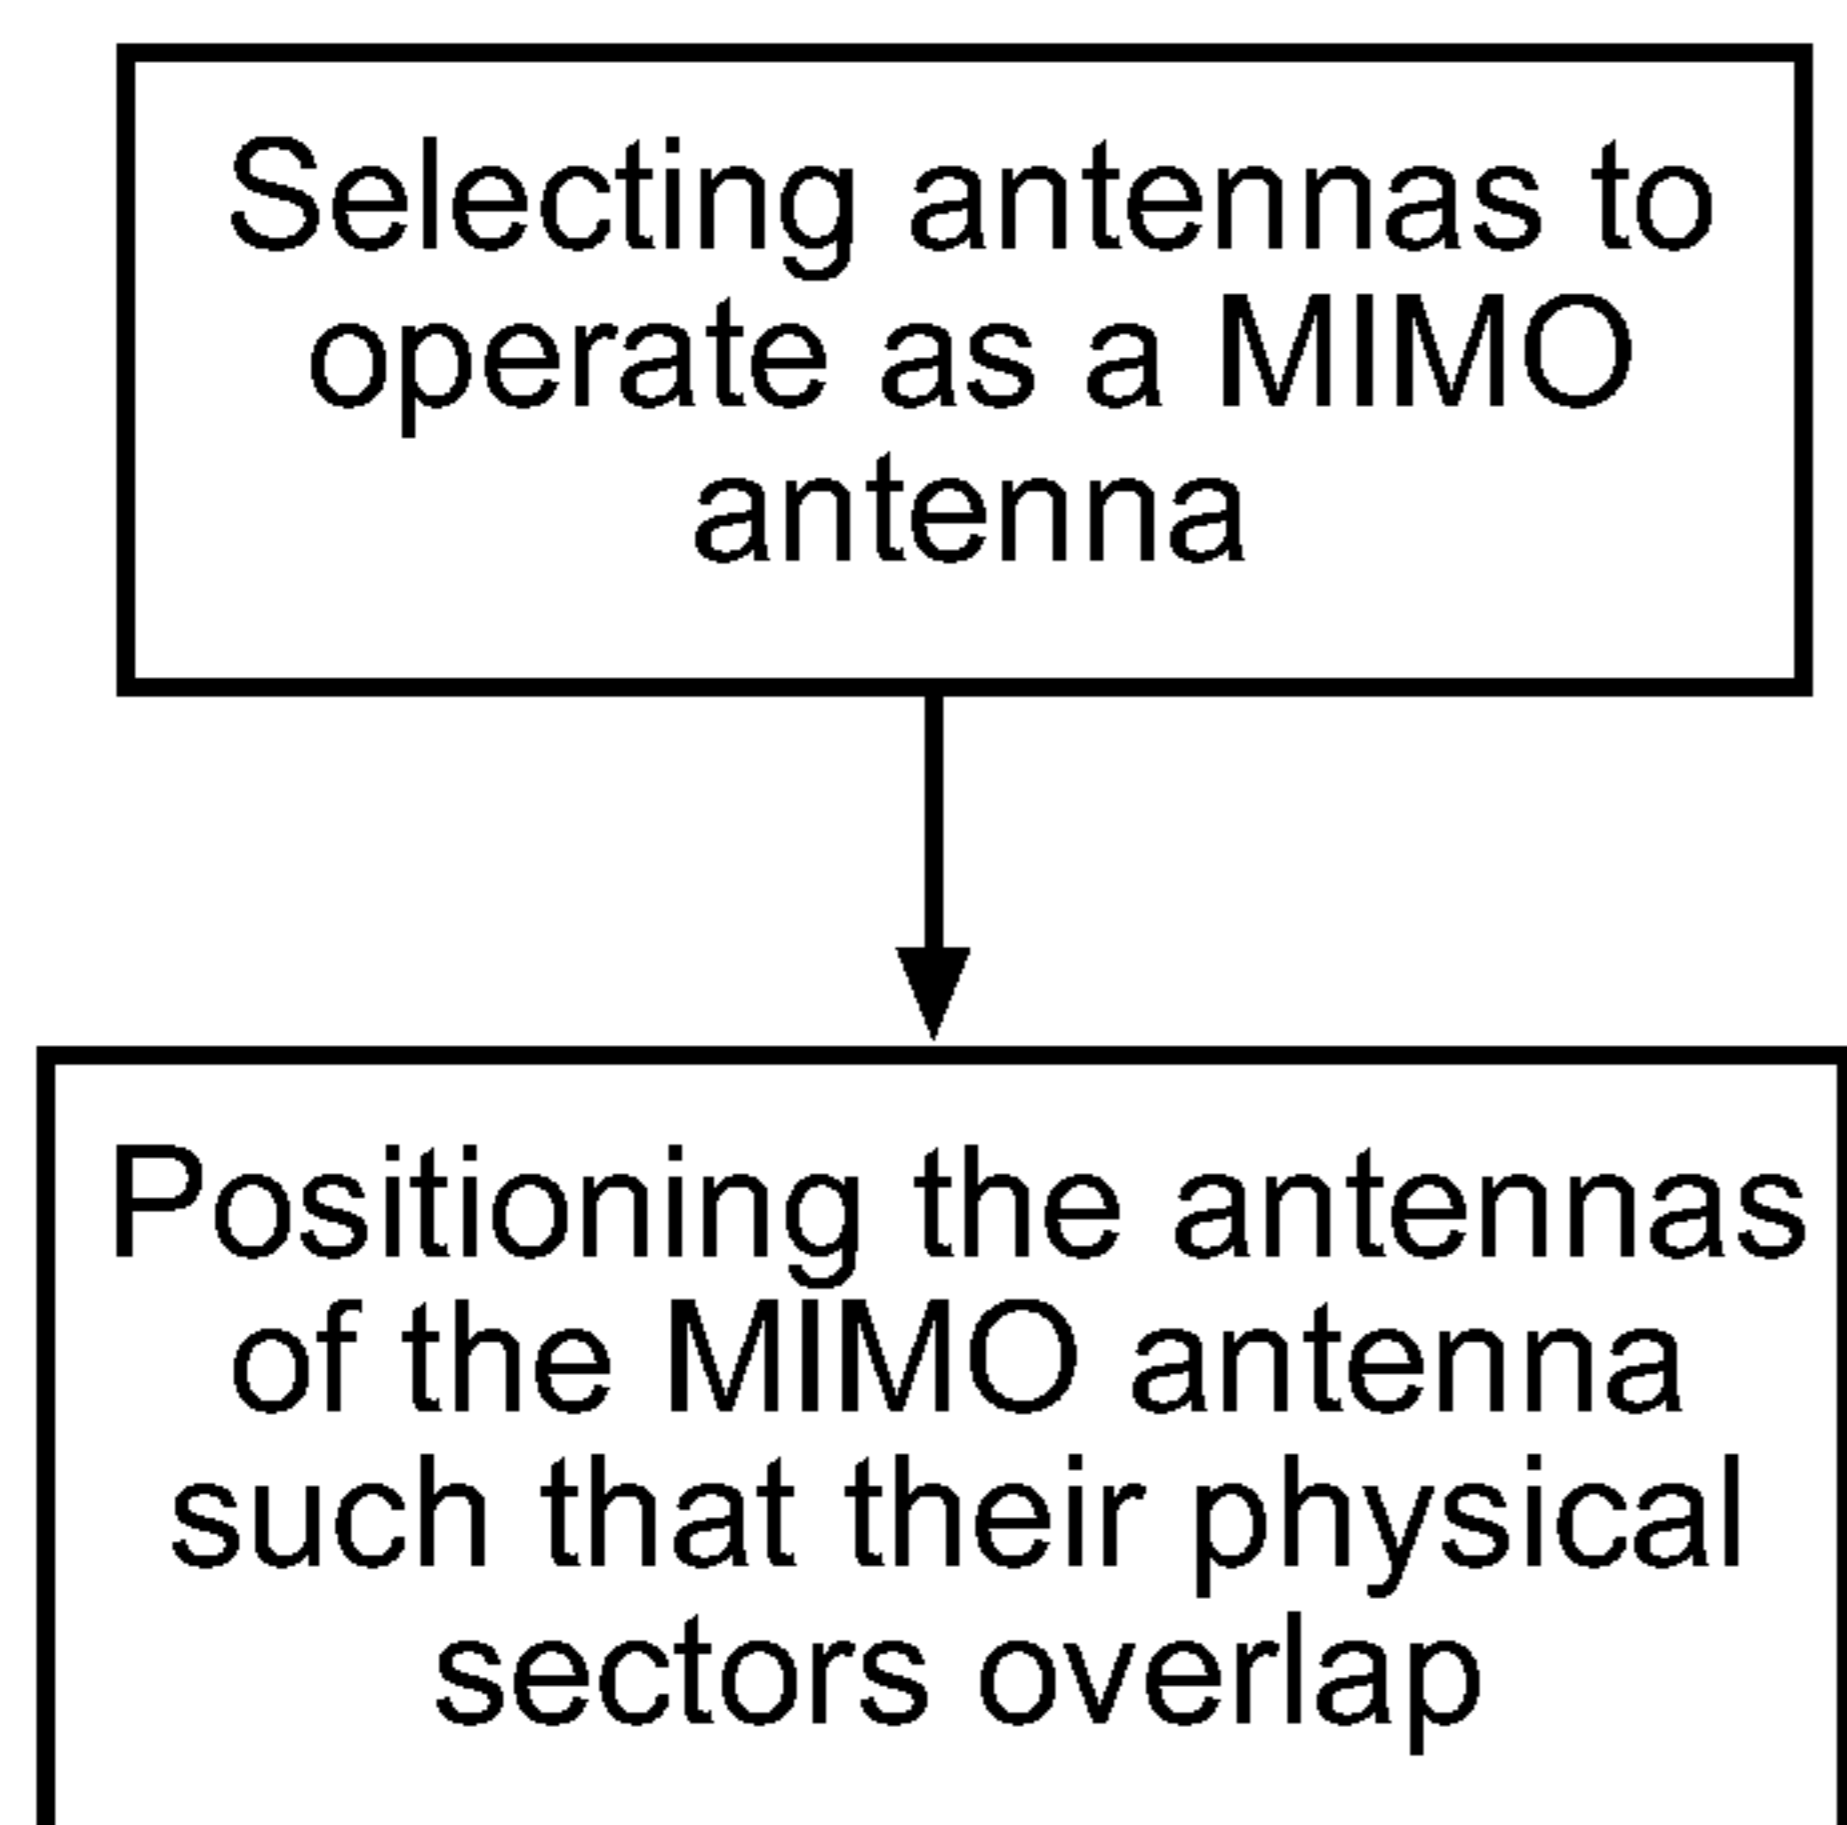 Selecting antennas to
operate as a MIMO
antenna
Positioning the antennas
of the MIMO antenna
such that their physical
sectors overlap